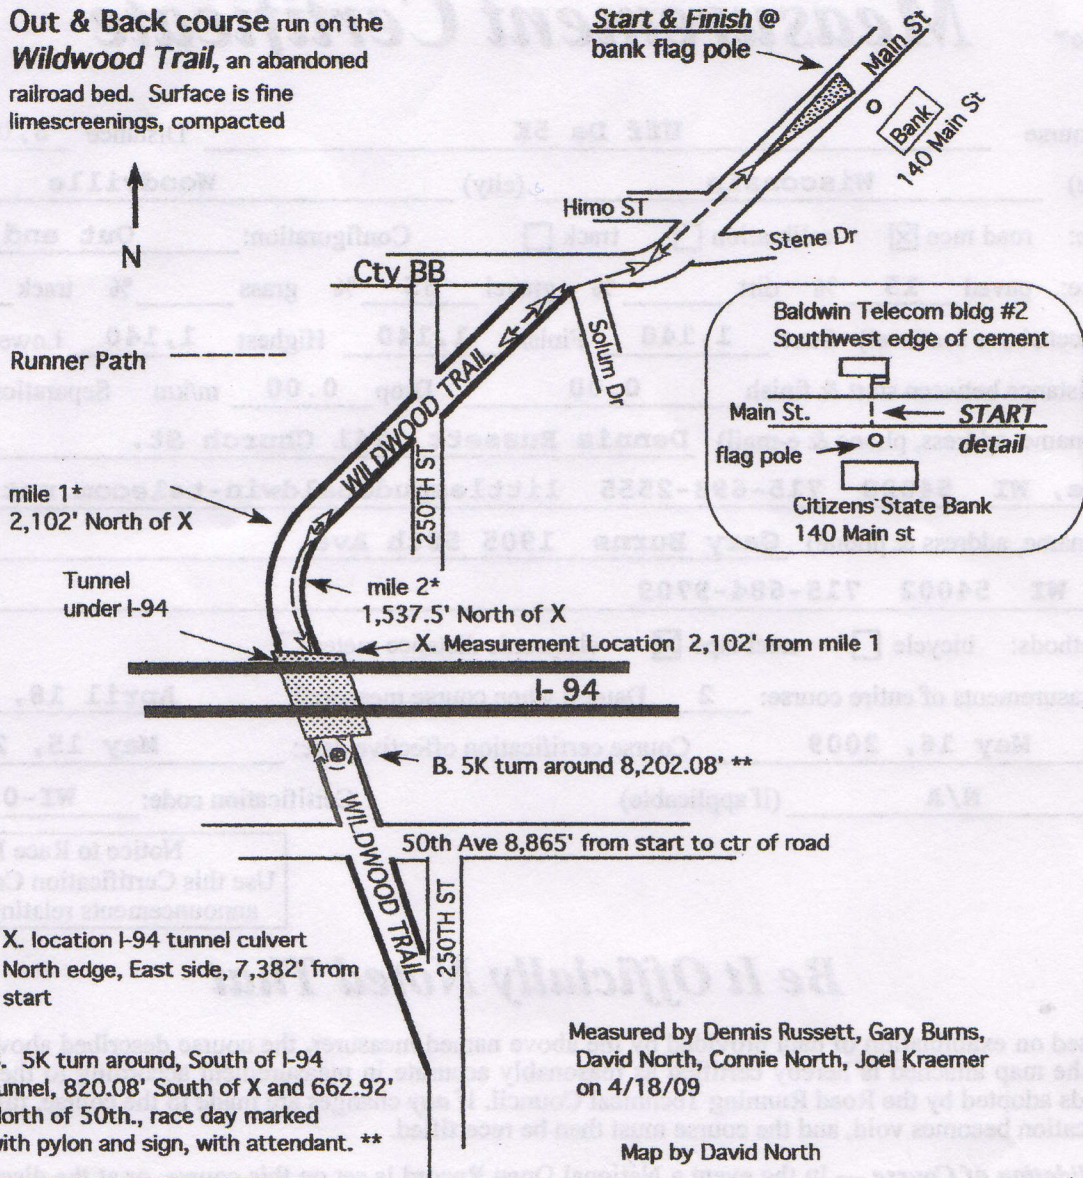 Out & Back course run on the
Wildwood Trail, an abandoned
railroad bed. Surface is fine
limescreenings, compacted
Start & Finish @
bank flag pole
Main St
Bank
140 Main St
N
Himo ST
Stene Dr
Cty BB
Solum Dr
Runner Path
WILDWOOD TRAIL
WILDWOOD TRAIL
250TH ST
Baldwin Telecom bldg #2
Southwest edge of cement
Main St.
START
detail
flag pole
Citizens State Bank
140 Main st
mile 1*
2,102' North of X
Tunnel
under I-94
mile 2*
1,537.5' North of X
X. Measurement Location 2,102' from mile 1
I- 94
B. 5K turn around 8,202.08' **
WILDWOOD TRAIL
50th Ave 8,865' from start to ctr of road
250TH ST
X. location I-94 tunnel culvert
North edge, East side, 7,382' from
start
5K turn around, South of I-94
820.08' South of X and 662.92'
of 50th., race day marked
with pylon and sign, with attendant. **
Measured by Dennis Russett, Gary Burns,
David North, Connie North, Joel Kraemer
on 4/18/09
Map by David North